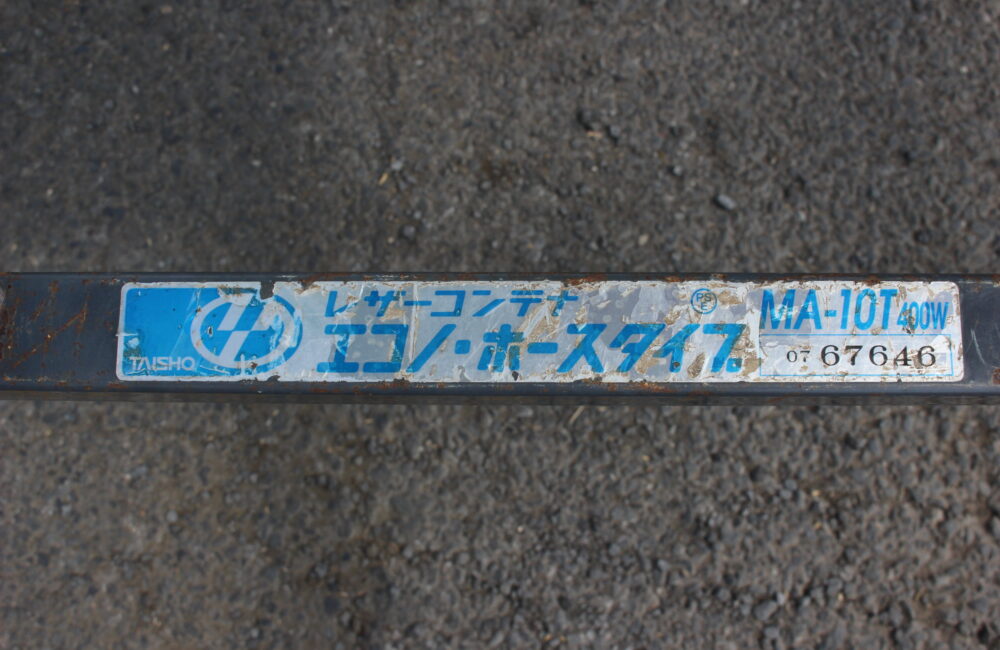 TAISHO
レザーコンテナ
エコノ・ホースタイプ
PS
MA-10T 400W
07 67646